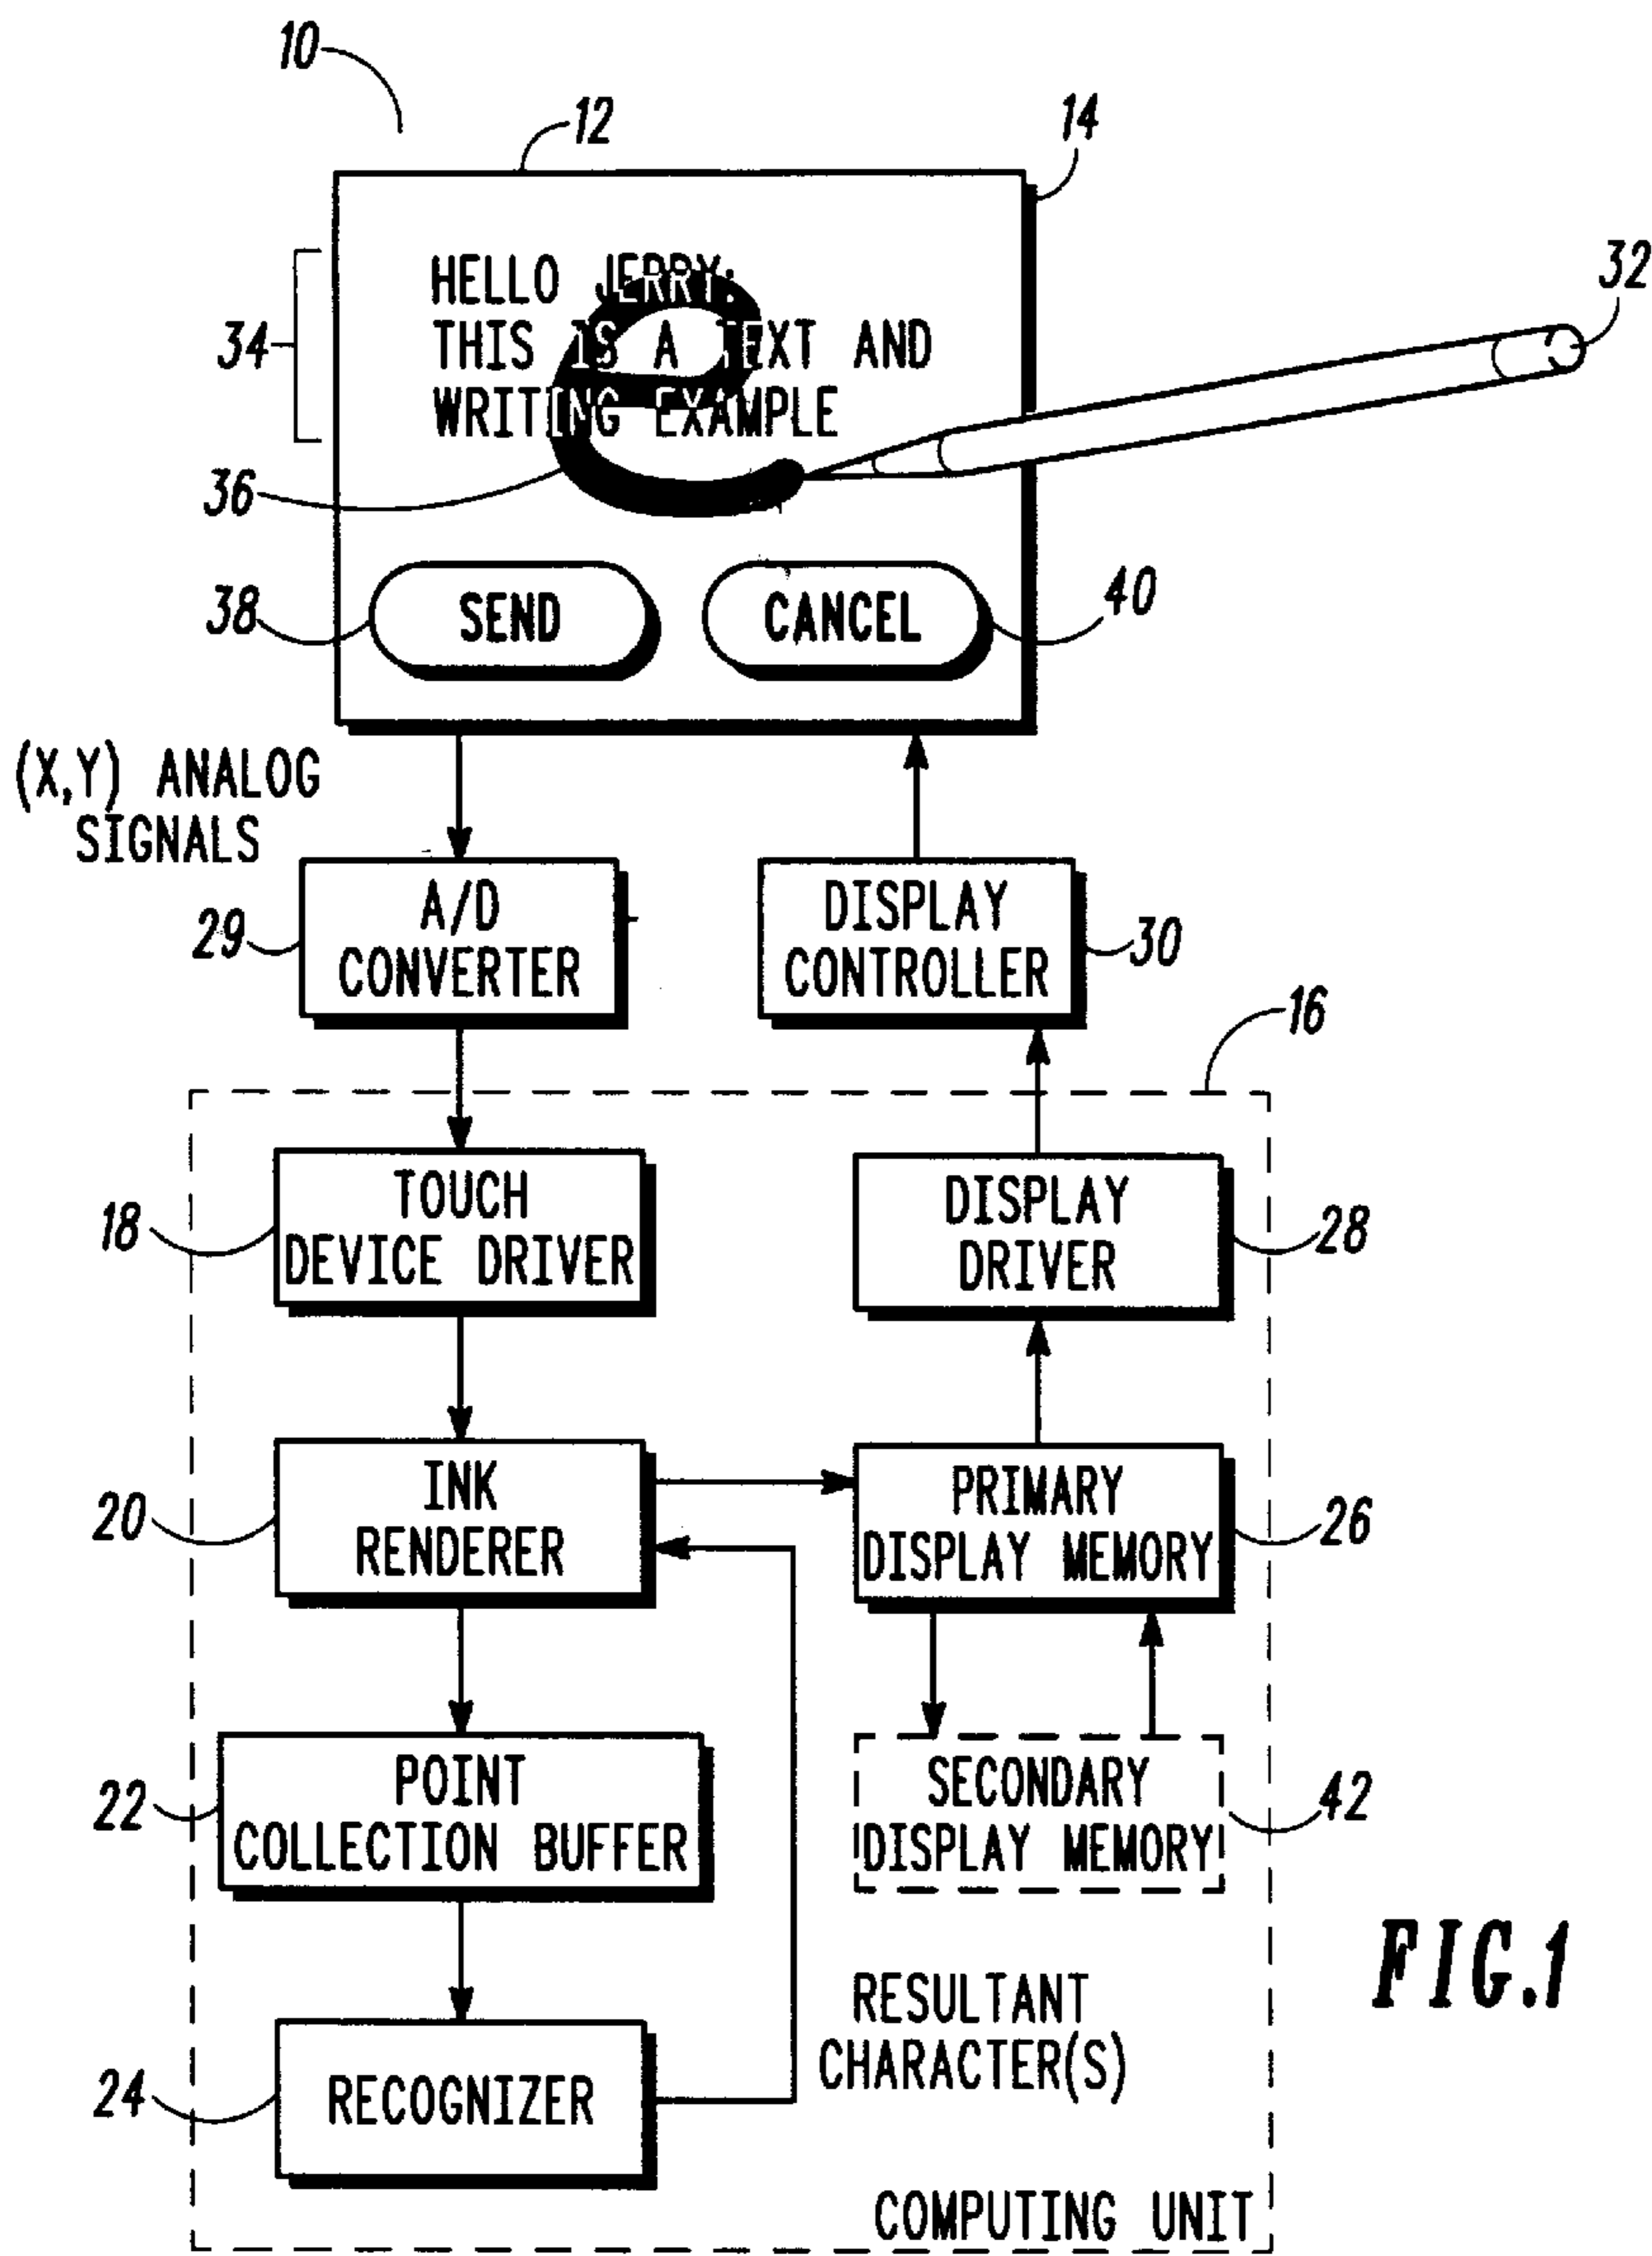 10
12
14
HELLO JERRY:
THIS IS A TEXT AND
WRITING EXAMPLE
32
34
36
e
38
SEND
CANCEL
40
(X,Y) ANALOG
SIGNALS
A/D
CONVERTER
29
DISPLAY
CONTROLLER
30
16
TOUCH
DEVICE DRIVER
18
DISPLAY
DRIVER
28
INK
RENDERER
20
PRIMARY
DISPLAY MEMORY
26
POINT
COLLECTION BUFFER
22
SECONDARY
DISPLAY MEMORY
42
RECOGNIZER
24
RESULTANT
CHARACTER(S)
COMPUTING UNIT
FIG.1